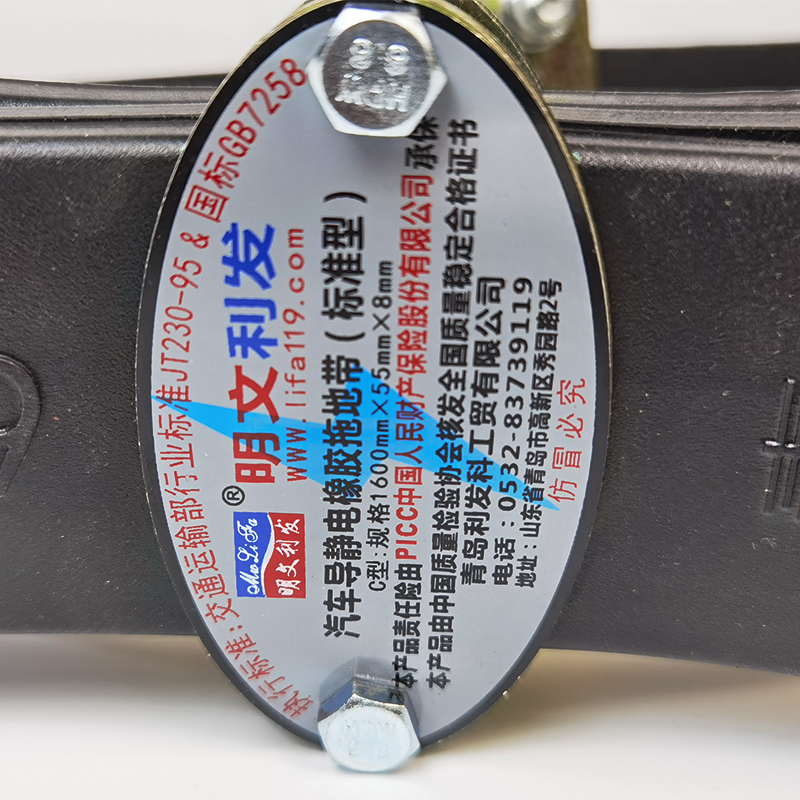 执行标准:交通运输部行业标准JT230-95 & 国标GB7258
MwLiFa
明文利发
®
明文利发
www.lifa119.com
汽车导静电橡胶拖地带(标准型)
C型:规格1600mm×55mm×8mm
本产品责任险由PICC中国人民财产保险股份有限公司承保
本产品由中国质量检验协会核发全国质量稳定合格证书
青岛利发科工贸有限公司
电话:0532-83739119
地址:山东省青岛市高新区秀园路2号
仿冒必究